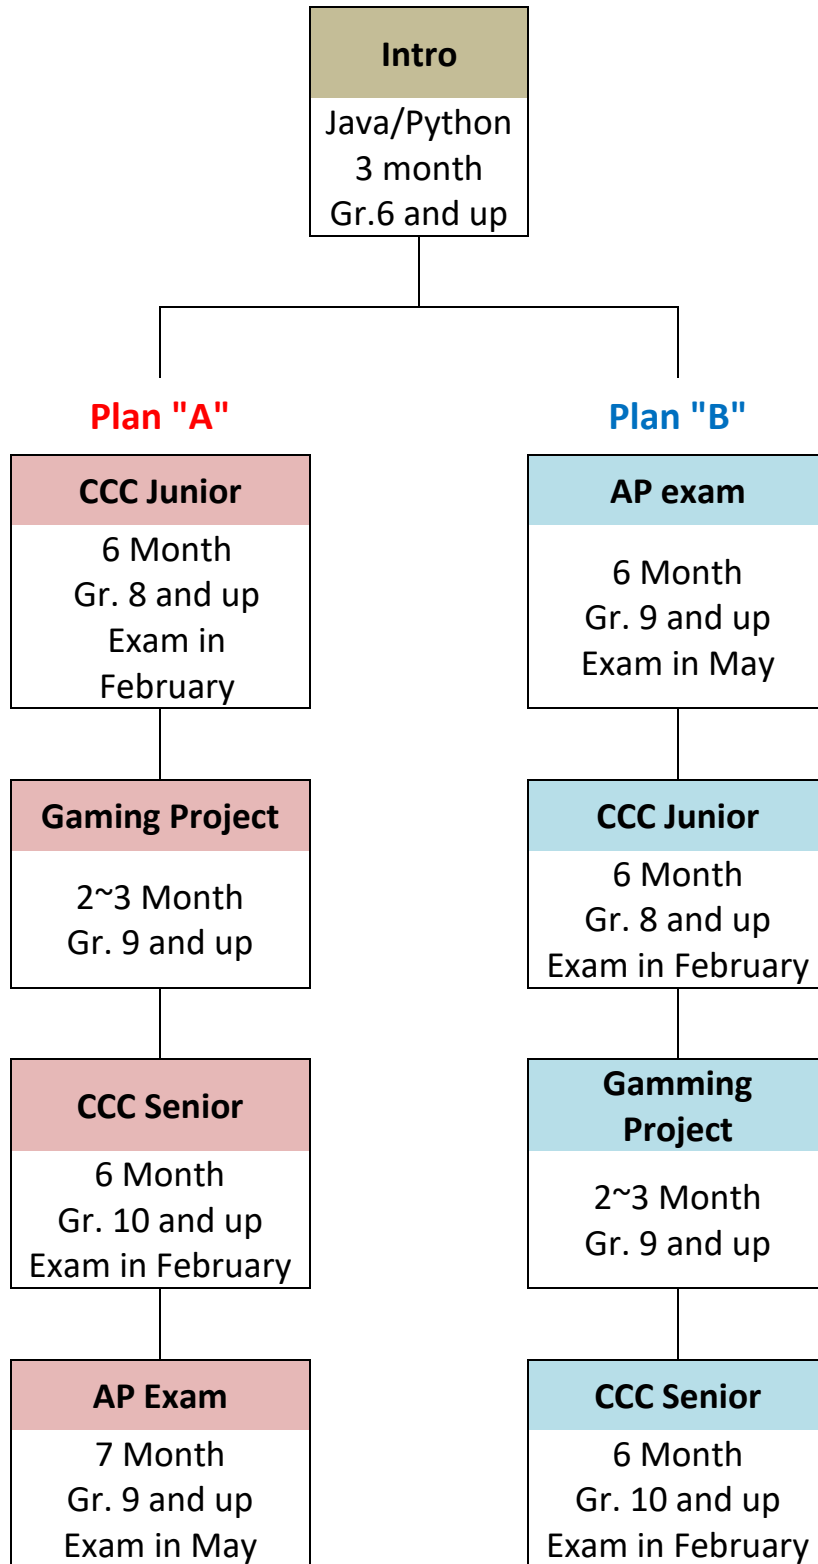 Intro
Java/Python
3 month
Gr.6 and up
Plan "A"
CCC Junior
6 Month
Gr. 8 and up
Exam in
February
Gaming Project
2~3 Month
Gr. 9 and up
CCC Senior
6 Month
Gr. 10 and up
Exam in February
AP Exam
7 Month
Gr. 9 and up
Exam in May
Plan "B"
AP exam
6 Month
Gr. 9 and up
Exam in May
CCC Junior
6 Month
Gr. 8 and up
Exam in February
Gamming
Project
2~3 Month
Gr. 9 and up
CCC Senior
6 Month
Gr. 10 and up
Exam in February